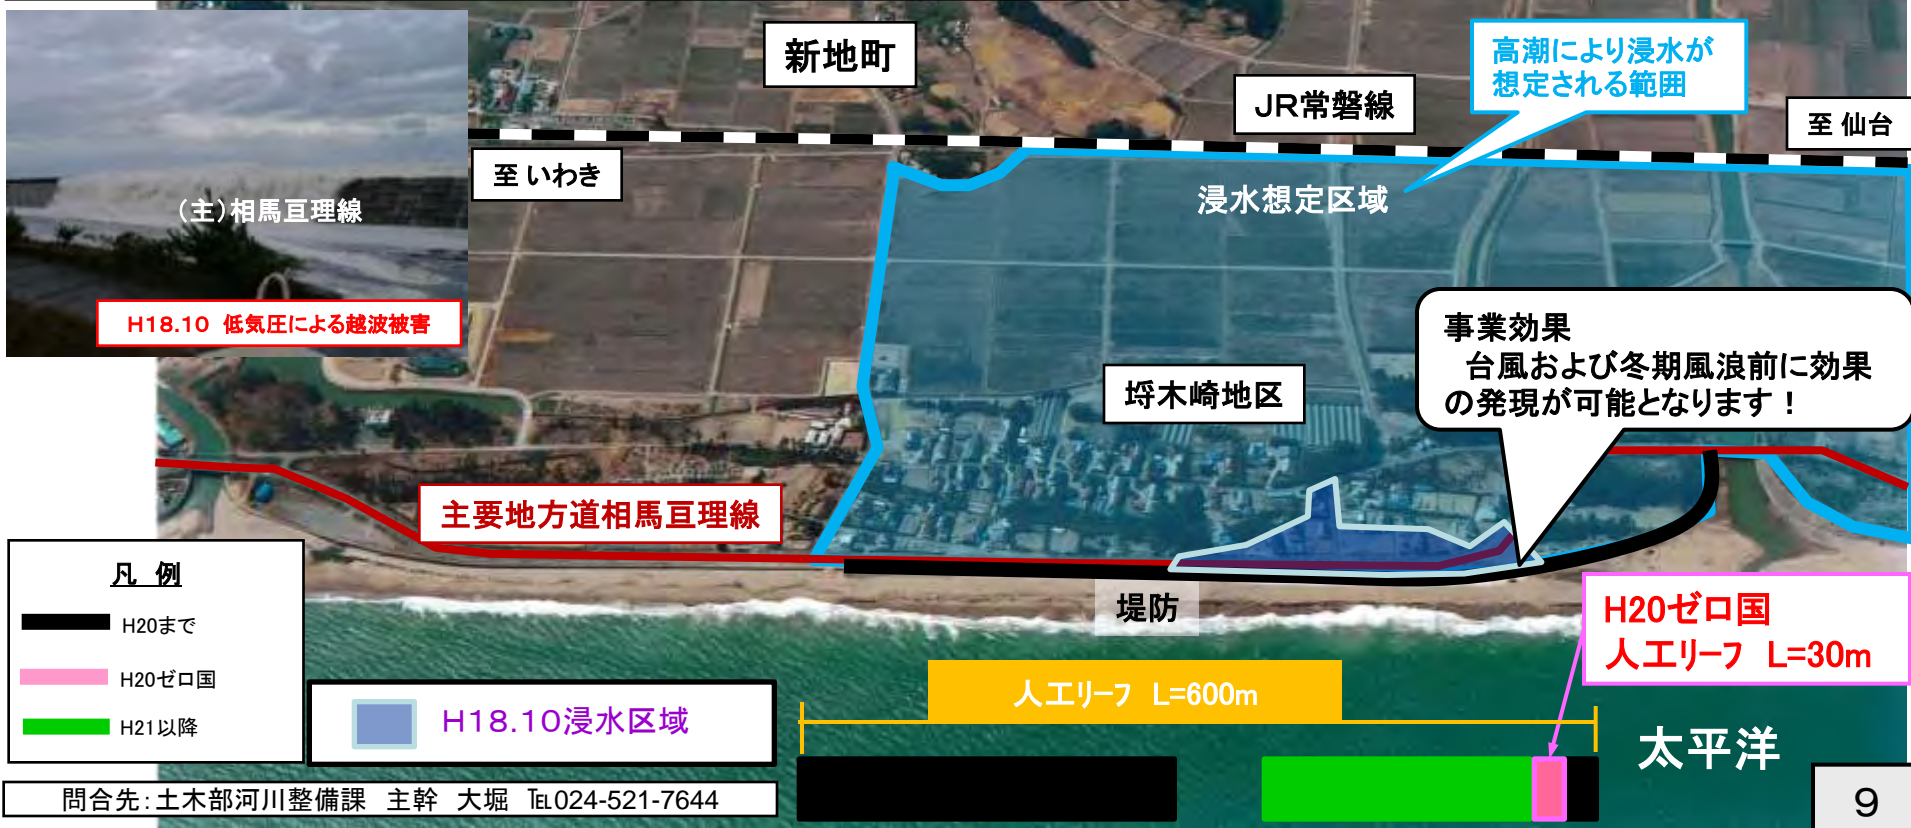 新地町
高潮により浸水が
想定される範囲
JR常磐線
至 仙台
至 いわき
浸水想定区域
（主）相馬亘理線
H18.10 低気圧による越波被害
事業効果
台風および冬期風浪前に効果
の発現が可能となります！
埓木崎地区
主要地方道相馬亘理線
堤防
凡 例
H20まで
H20ゼロ国
H21以降
H18.10浸水区域
H20ゼロ国
人工リーフ L=30m
人工リーフ L=600m
太平洋
問合先：土木部河川整備課 主幹 大堀 ℡024-521-7644
9